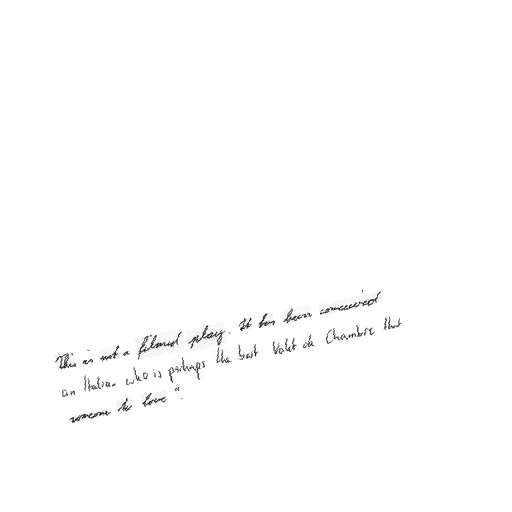 This is not a filmed play. It has been conceived
an Italian who is perhaps the best Valet de Chambre that
someone to love ".